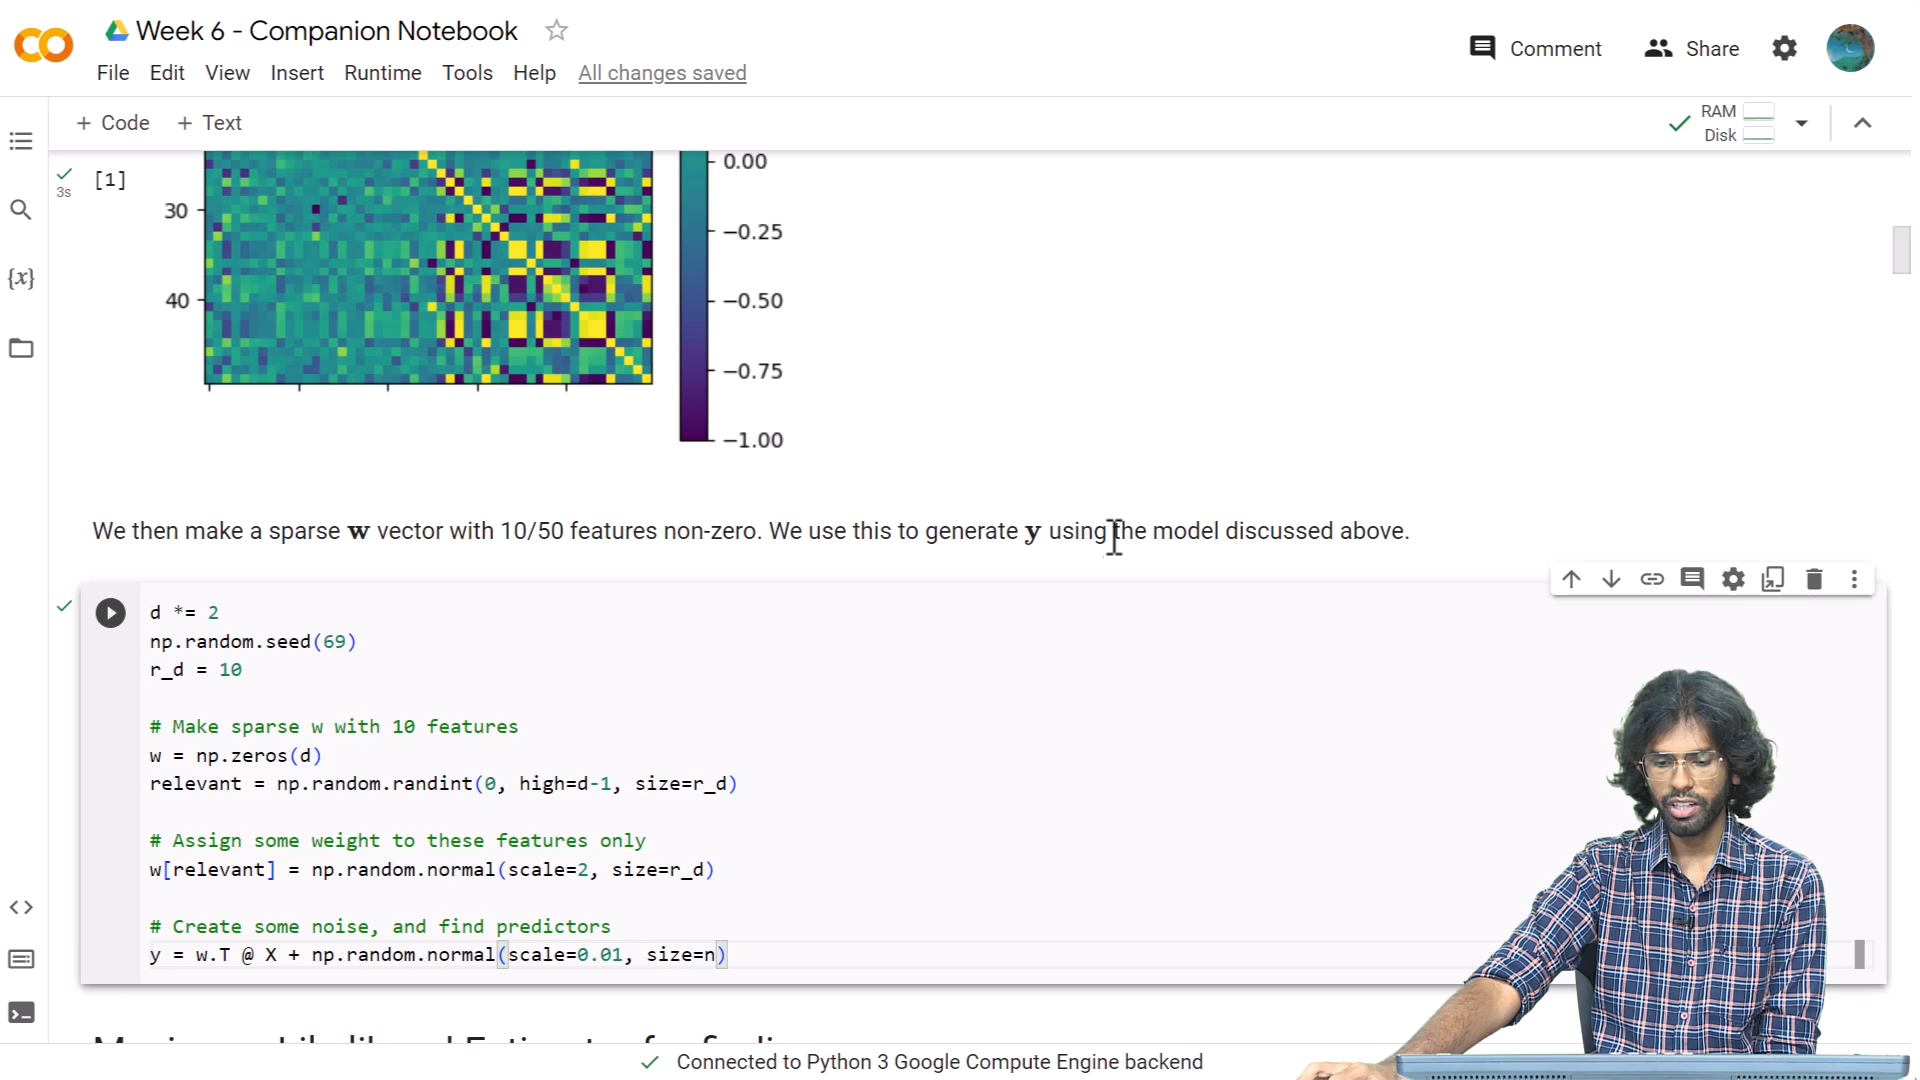 Week 6 - Companion Notebook
Comment
Share
File Edit View Insert Runtime Tools Help All changes saved
+ Code + Text
RAM
Disk
3s
[1]
30
40
0.00
−0.25
−0.50
−0.75
−1.00
{x}
We then make a sparse w vector with 10/50 features non-zero. We use this to generate y using the model discussed above.
d *= 2
np.random.seed(69)
r_d = 10
# Make sparse w with 10 features
w = np.zeros(d)
relevant = np.random.randint(0, high=d-1, size=r_d)
# Assign some weight to these features only
w[relevant] = np.random.normal(scale=2, size=r_d)
# Create some noise, and find predictors
y = w.T @ X + np.random.normal(scale=0.01, size=n)
Connected to Python 3 Google Compute Engine backend